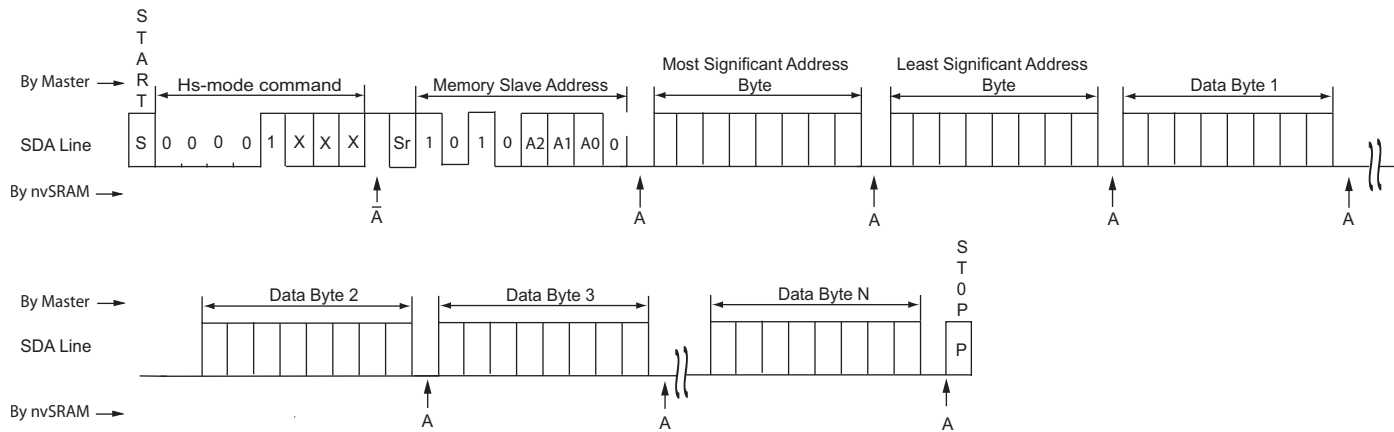 START
By Master
Hs-mode command
Memory Slave Address
Most Significant Address
Byte
Least Significant Address
Byte
Data Byte 1
SDA Line
S 0 0 0 0 1 X X X Sr 1 0 1 0 A2 A1 A0 0
By nvSRAM
A̅ A A A A
ST0P
By Master
Data Byte 2
Data Byte 3
Data Byte N
SDA Line
P
By nvSRAM
A A A